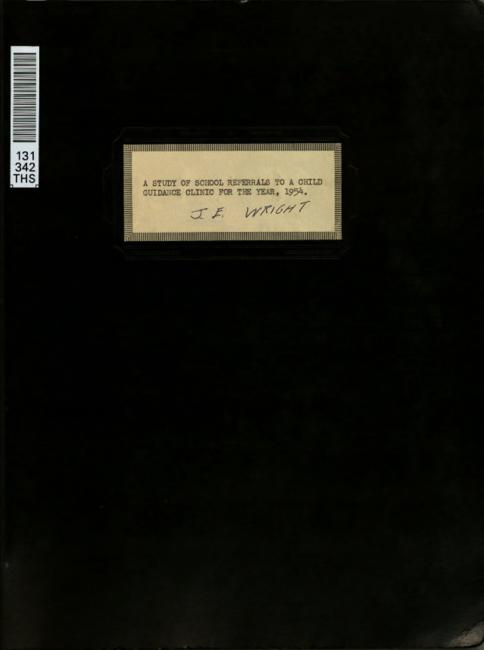 131
342
THS
A STUDY OF SCHOOL REFERRALS TO A CHILD
GUIDANCE CLINIC FOR THE YEAR, 1954.
J. E. WRIGHT